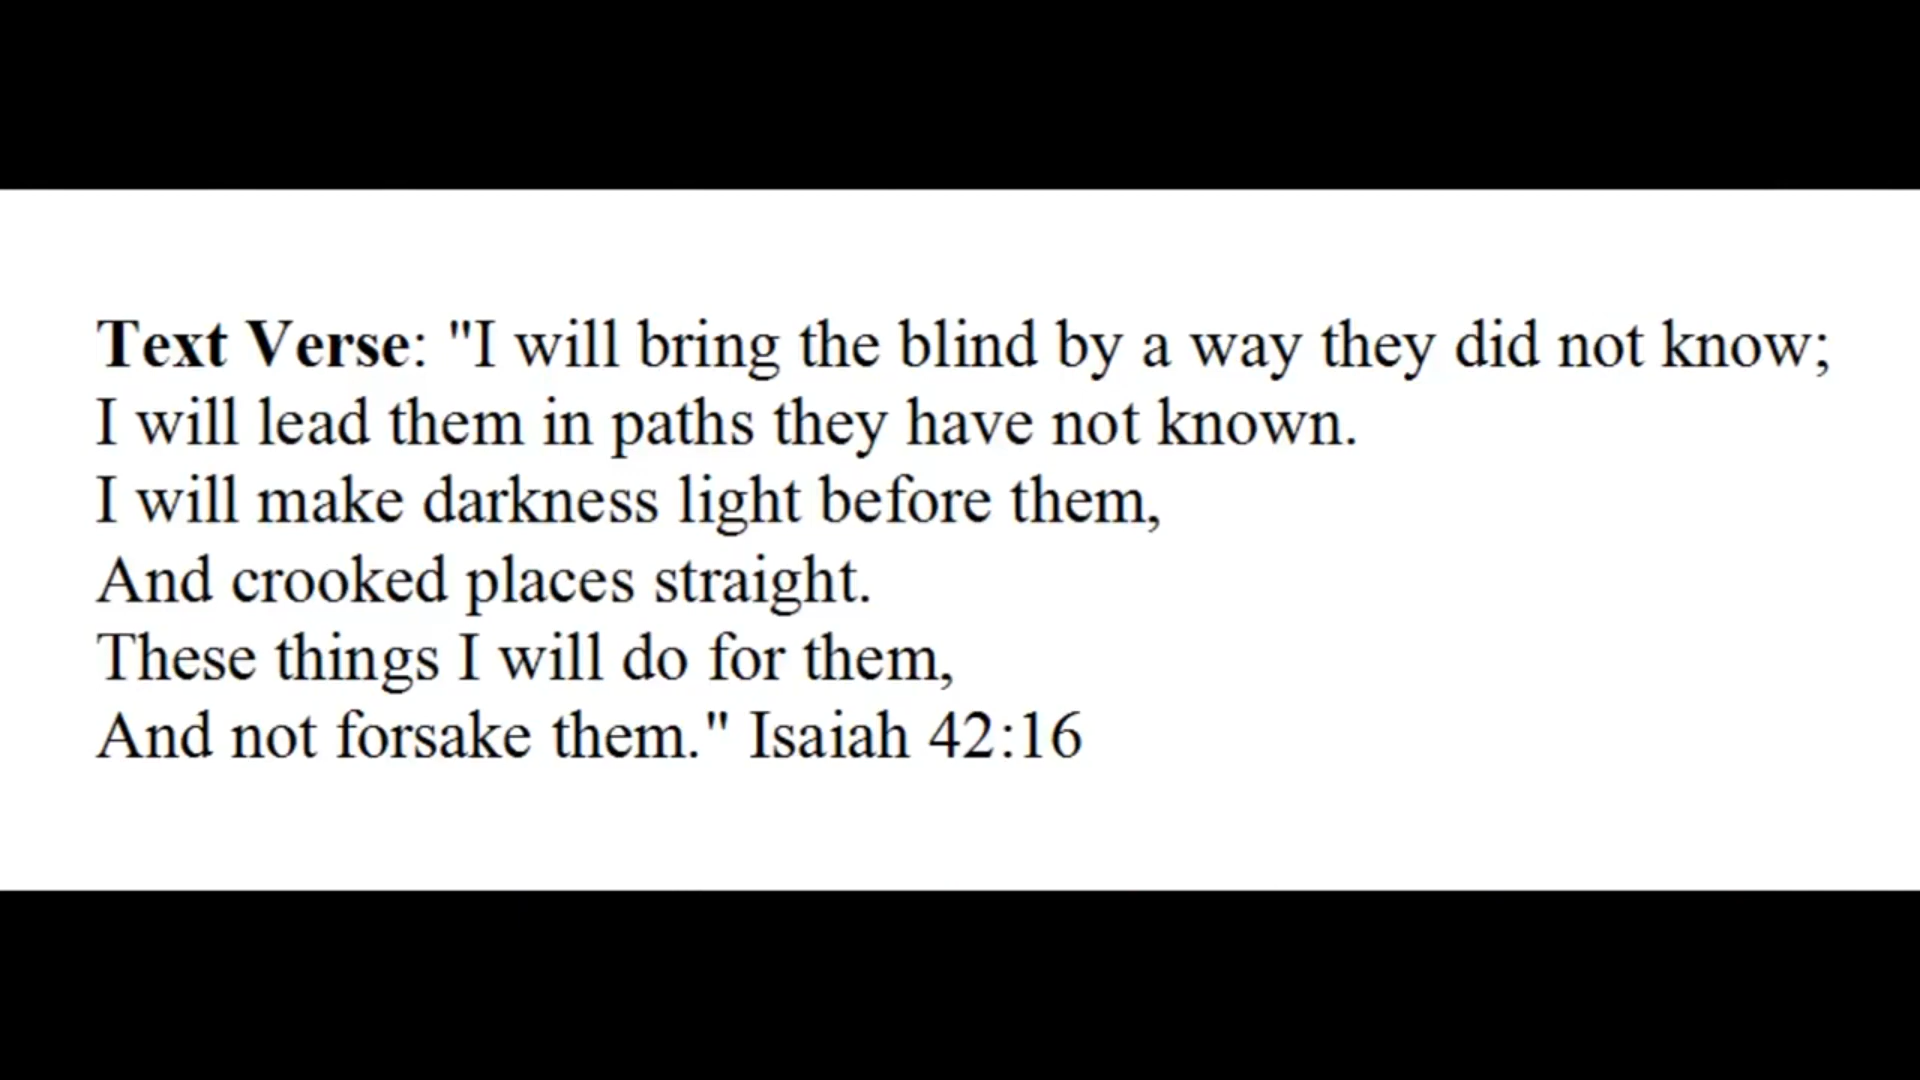 Text Verse: "I will bring the blind by a way they did not know;
I will lead them in paths they have not known.
I will make darkness light before them,
And crooked places straight.
These things I will do for them,
And not forsake them." Isaiah 42:16